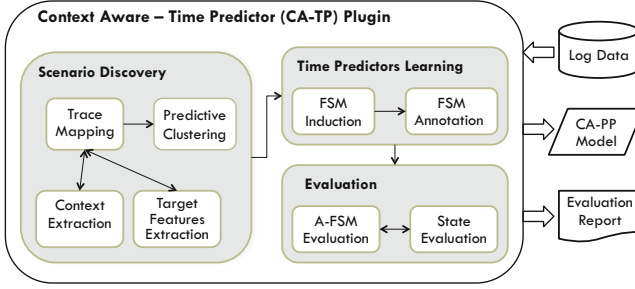 Context Aware – Time Predictor (CA-TP) Plugin
Scenario Discovery
Trace
Mapping
Predictive
Clustering
Context
Extraction
Target
Features
Extraction
Time Predictors Learning
FSM
Induction
FSM
Annotation
Evaluation
A-FSM
Evaluation
State
Evaluation
Log Data
CA-PP
Model
Evaluation
Report